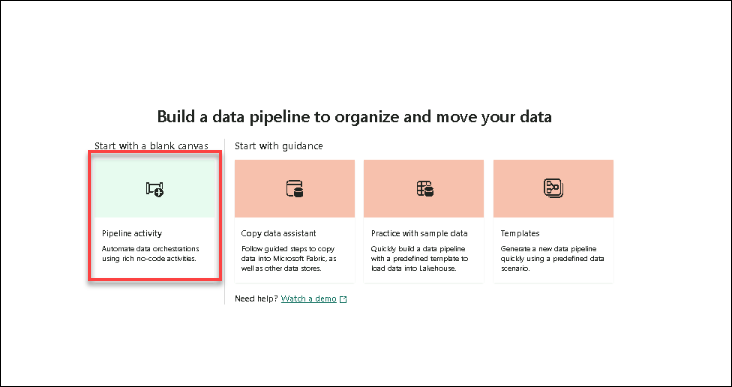 Build a data pipeline to organize and move your data
Start with a blank canvas
Start with guidance
Pipeline activity
Automate data orchestrations
using rich no-code activities.
Copy data assistant
Follow guided steps to copy
data into Microsoft Fabric, as
well as other data stores.
Practice with sample data
Quickly build a data pipeline
with a predefined template to
load data into Lakehouse.
Templates
Generate a new data pipeline
quickly using a predefined data
scenario.
Need help? Watch a demo